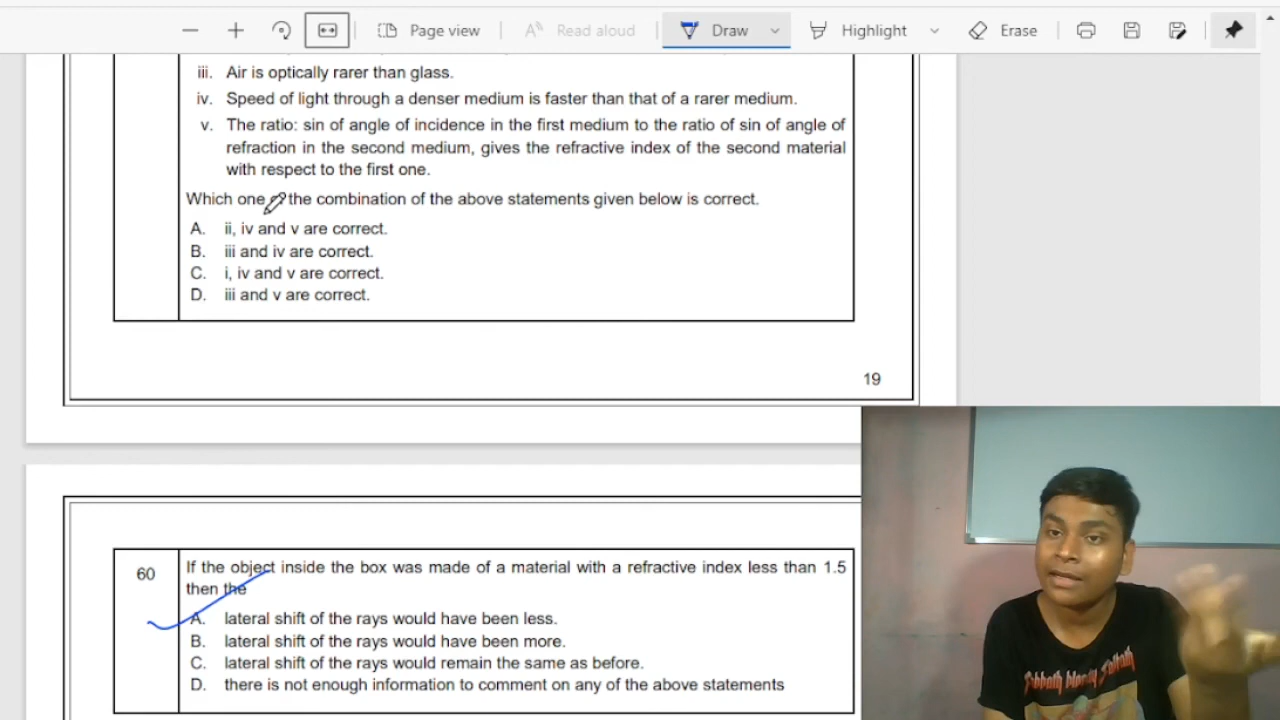 Page view
Read aloud
Draw
Highlight
Erase
iii. Air is optically rarer than glass.
iv. Speed of light through a denser medium is faster than that of a rarer medium.
v. The ratio: sin of angle of incidence in the first medium to the ratio of sin of angle of
refraction in the second medium, gives the refractive index of the second material
with respect to the first one.
Which one the combination of the above statements given below is correct.
A. ii, iv and v are correct.
B. iii and iv are correct.
C. i, iv and v are correct.
D. iii and v are correct.
19
60
If the object inside the box was made of a material with a refractive index less than 1.5
then the
A. lateral shift of the rays would have been less.
B. lateral shift of the rays would have been more.
C. lateral shift of the rays would remain the same as before.
D. there is not enough information to comment on any of the above statements